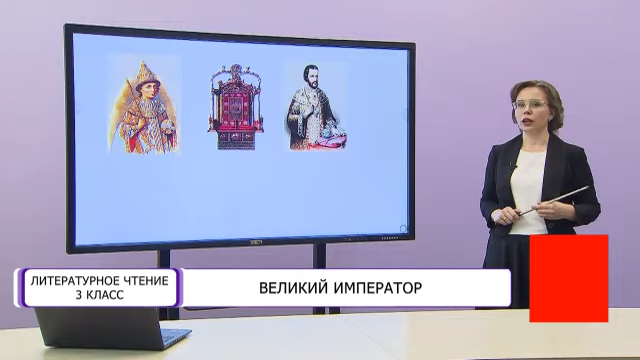 ЛИТЕРАТУРНОЕ ЧТЕНИЕ
3 КЛАСС
ВЕЛИКИЙ ИМПЕРАТОР